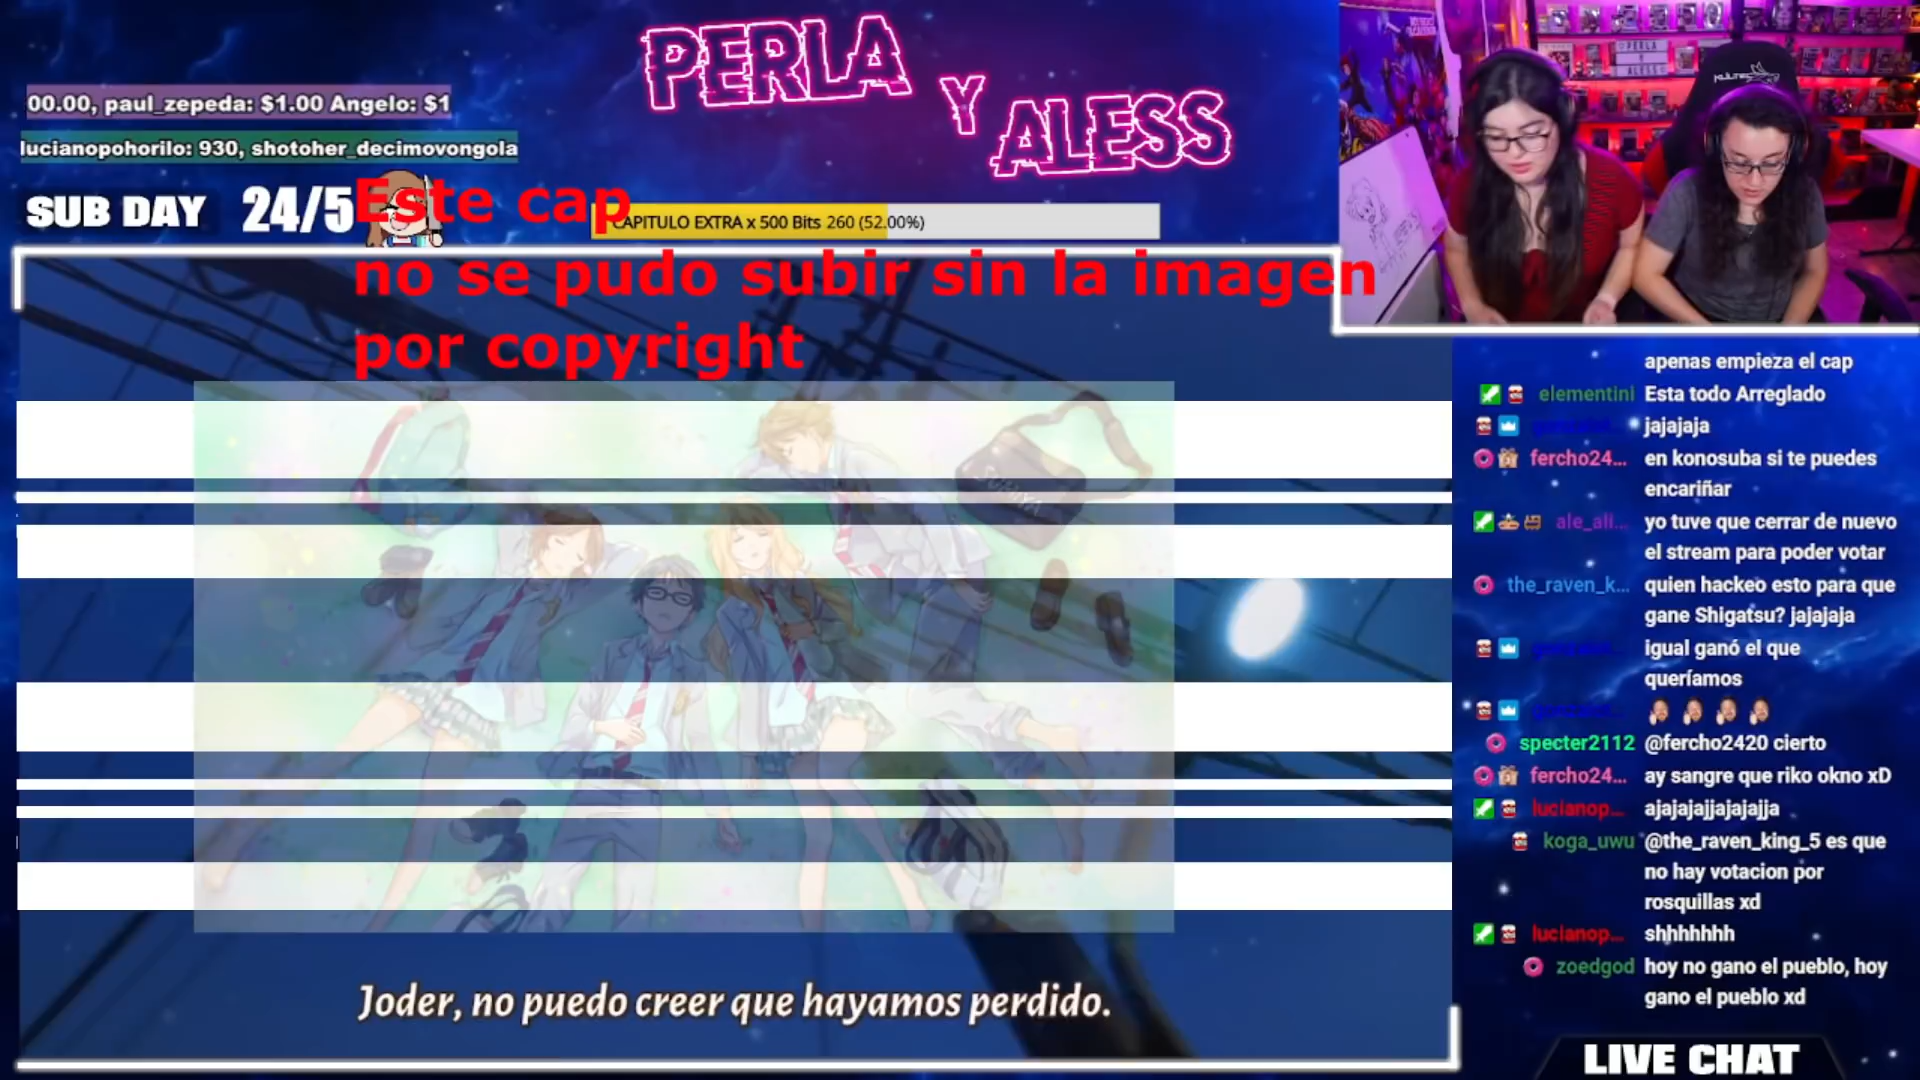 PERLA
Y
ALESS
PERLA
Y
ALESS
00.00, paul_zepeda: $1.00 Angelo: $1
lucianopohorilo: 930, shotoher_decimovongola
SUB DAY 24/5
CAPITULO EXTRA x 500 Bits 260 (52.00%)
Este cap
no se pudo subir sin la imagen
por copyright
SUMIYA
Joder, no puedo creer que hayamos perdido.
apenas empieza el cap
elementini Esta todo Arreglado
jajajaja
fercho24... en konosuba si te puedes
encariñar
ale_all... yo tuve que cerrar de nuevo
el stream para poder votar
the_raven_k... quien hackeo esto para que
gane Shigatsu? jajajaja
igual ganó el que
queríamos
specter2112 @fercho2420 cierto
fercho24... ay sangre que riko okno xD
lucianop... ajajajajjajajajja
koga_uwu @the_raven_king_5 es que
no hay votacion por
rosquillas xd
lucianop... shhhhhhh
zoedgod hoy no gano el pueblo, hoy
gano el pueblo xd
LIVE CHAT